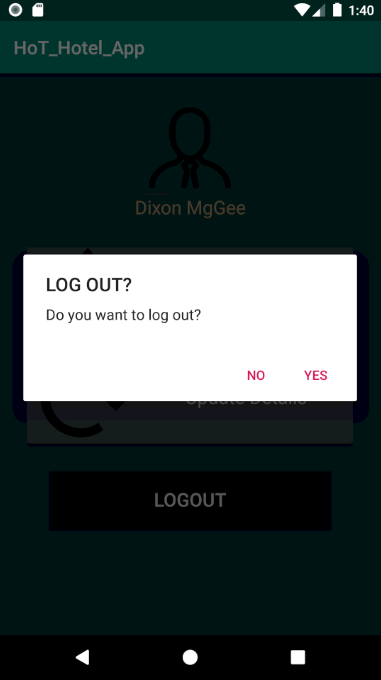 1:40
HoT_Hotel_App
Dixon MgGee
LOG OUT?
Do you want to log out?
NO YES
Update Details
LOGOUT